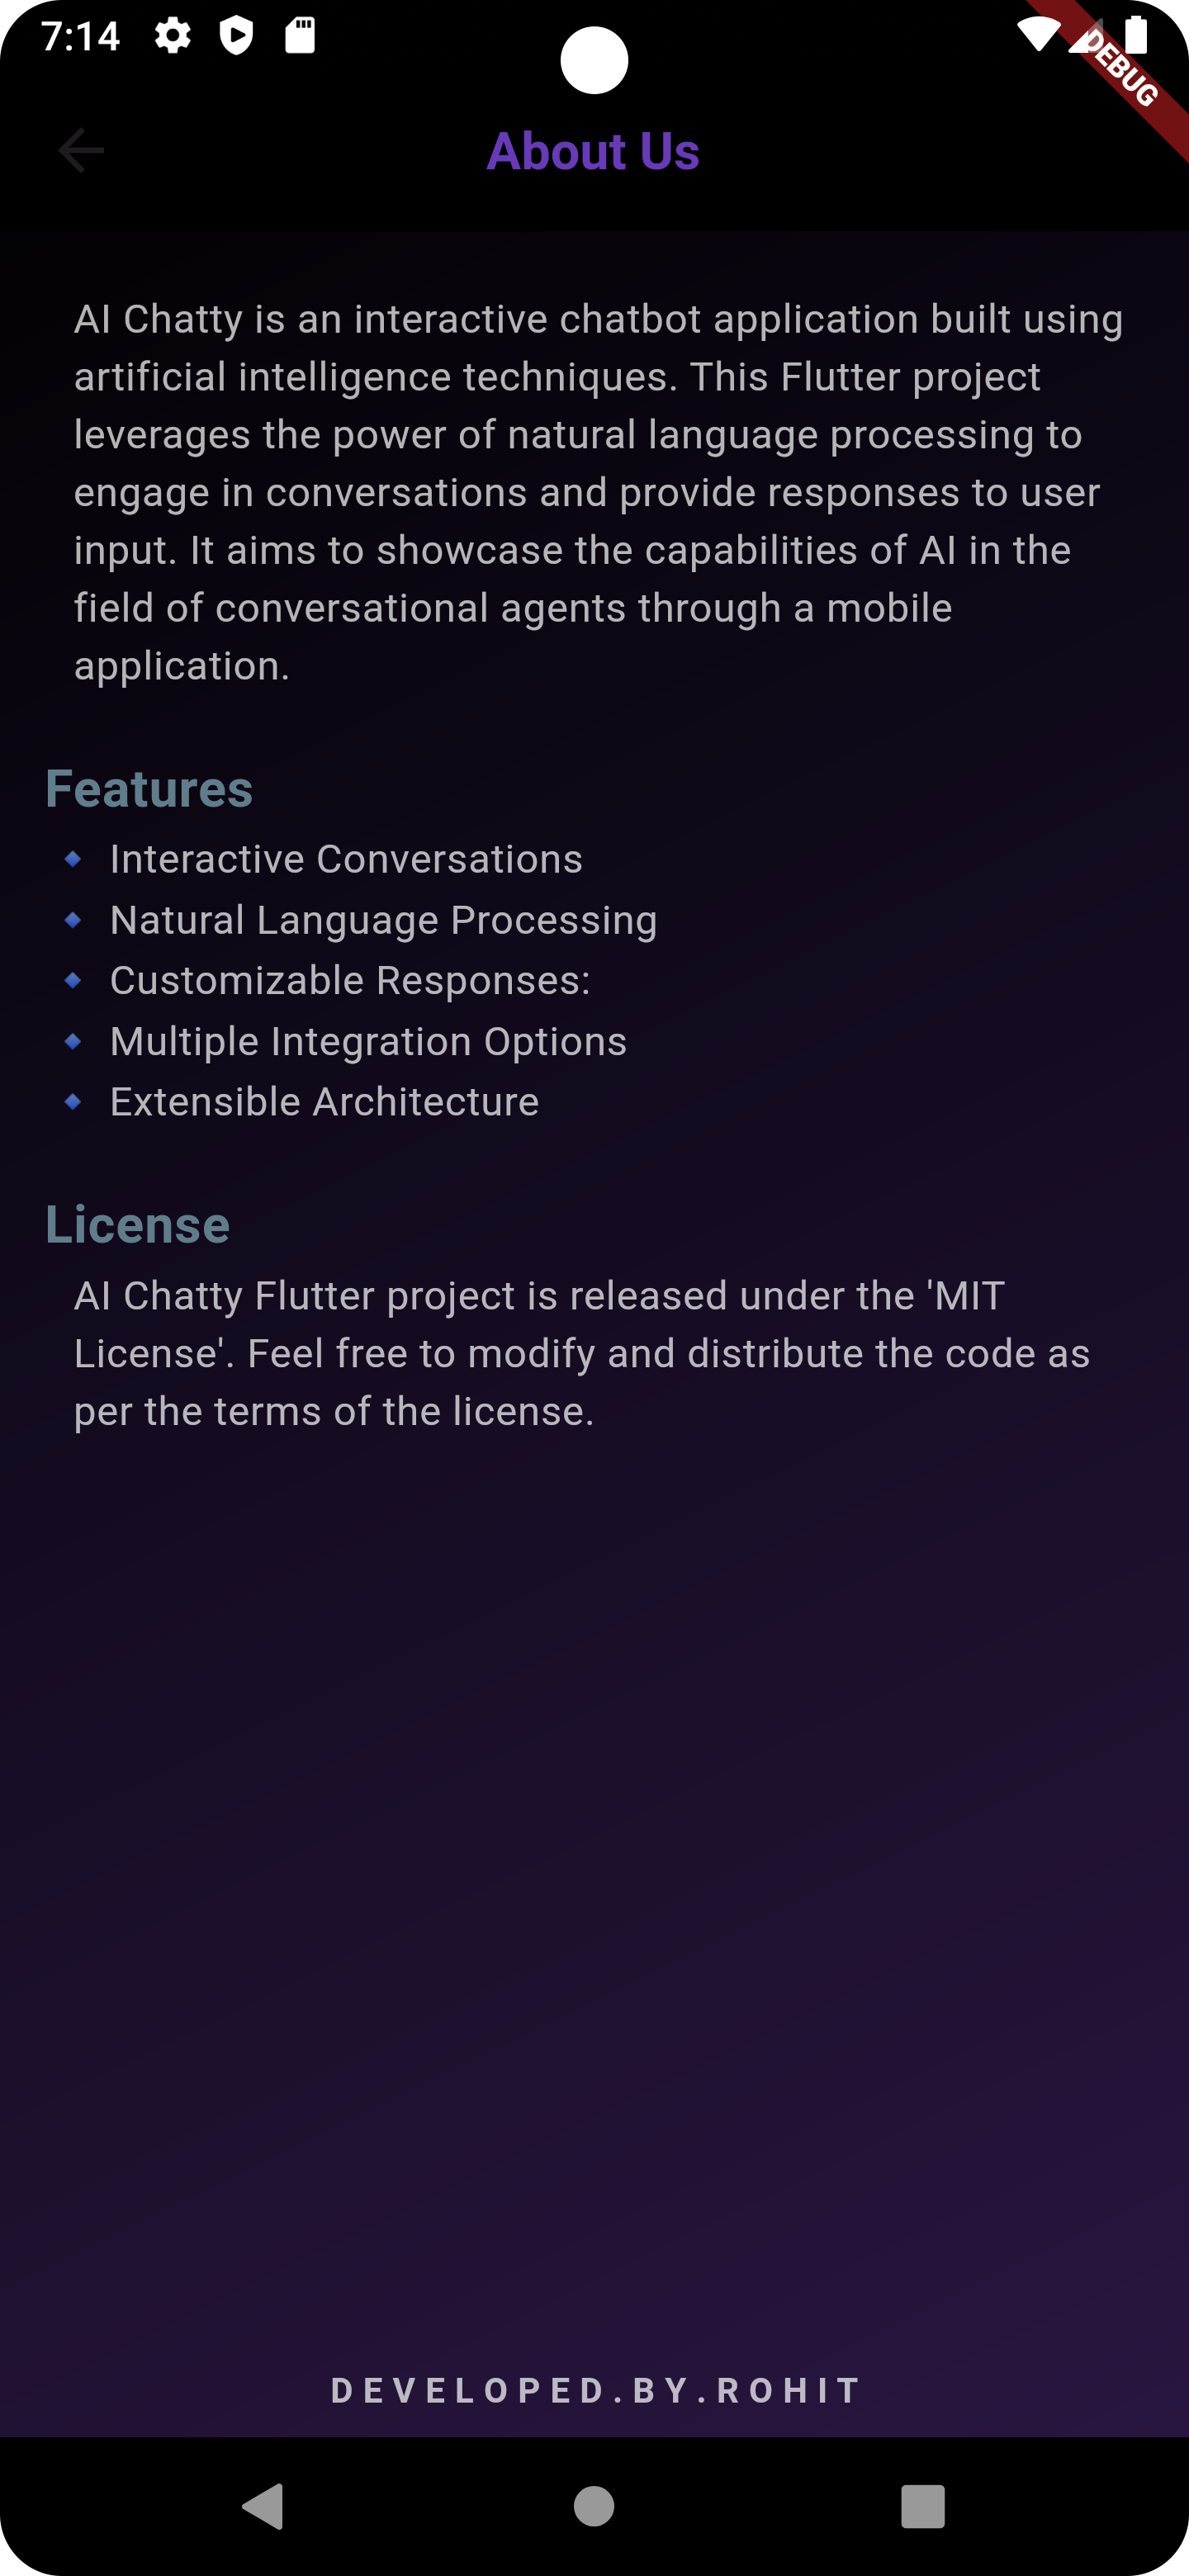 7:14
DEBUG
About Us
AI Chatty is an interactive chatbot application built using
artificial intelligence techniques. This Flutter project
leverages the power of natural language processing to
engage in conversations and provide responses to user
input. It aims to showcase the capabilities of AI in the
field of conversational agents through a mobile
application.
Features
🔹 Interactive Conversations
🔹 Natural Language Processing
🔹 Customizable Responses:
🔹 Multiple Integration Options
🔹 Extensible Architecture
License
AI Chatty Flutter project is released under the 'MIT
License'. Feel free to modify and distribute the code as
per the terms of the license.
DEVELOPED.BY.ROHIT